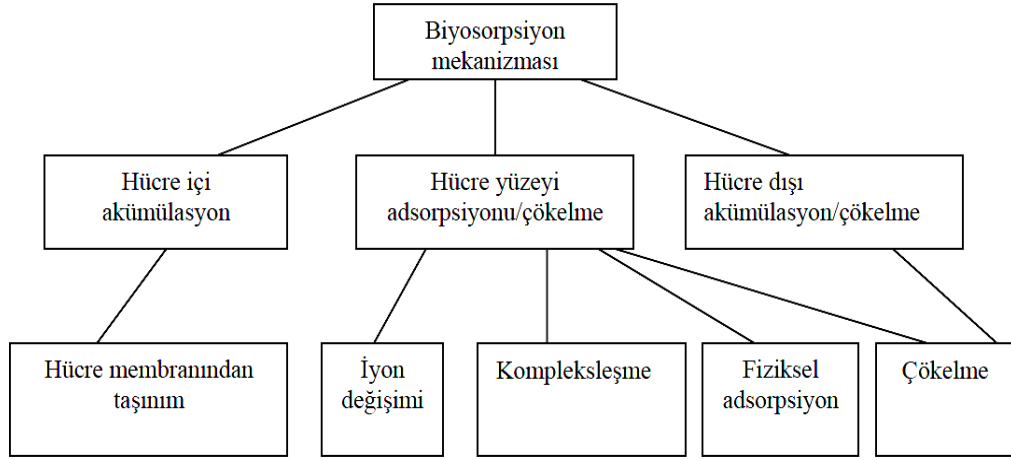 Biyosorpsiyon
mekanizması
Hücre içi
akümülasyon
Hücre yüzeyi
adsorpsiyonu/çökelme
Hücre dışı
akümülasyon/çökelme
Hücre membranından
taşınım
İyon
değişimi
Kompleksleşme
Fiziksel
adsorpsiyon
Çökelme